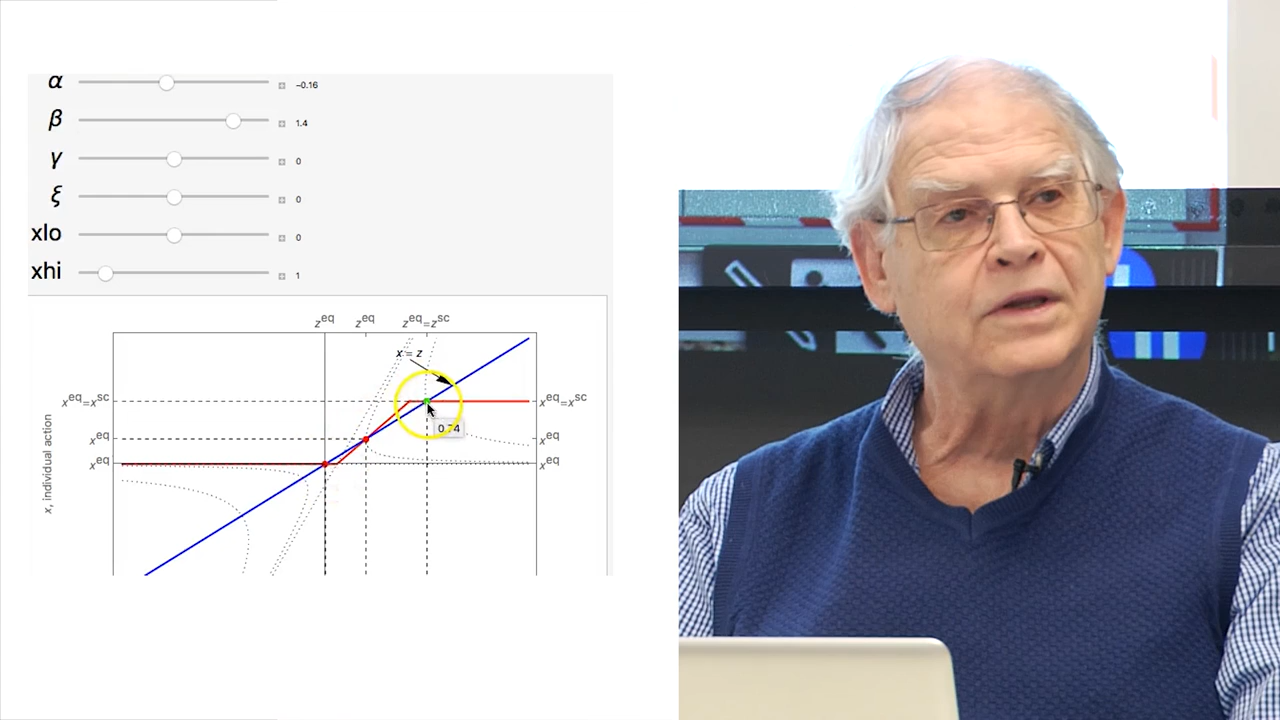 α −0.16
β 1.4
γ 0
ξ 0
xlo 0
xhi 1
z^eq z^eq z^eq=z^sc
x = z
x^eq=x^sc x^eq=x^sc
0.74
x^eq x^eq
x^eq x^eq
x, individual action